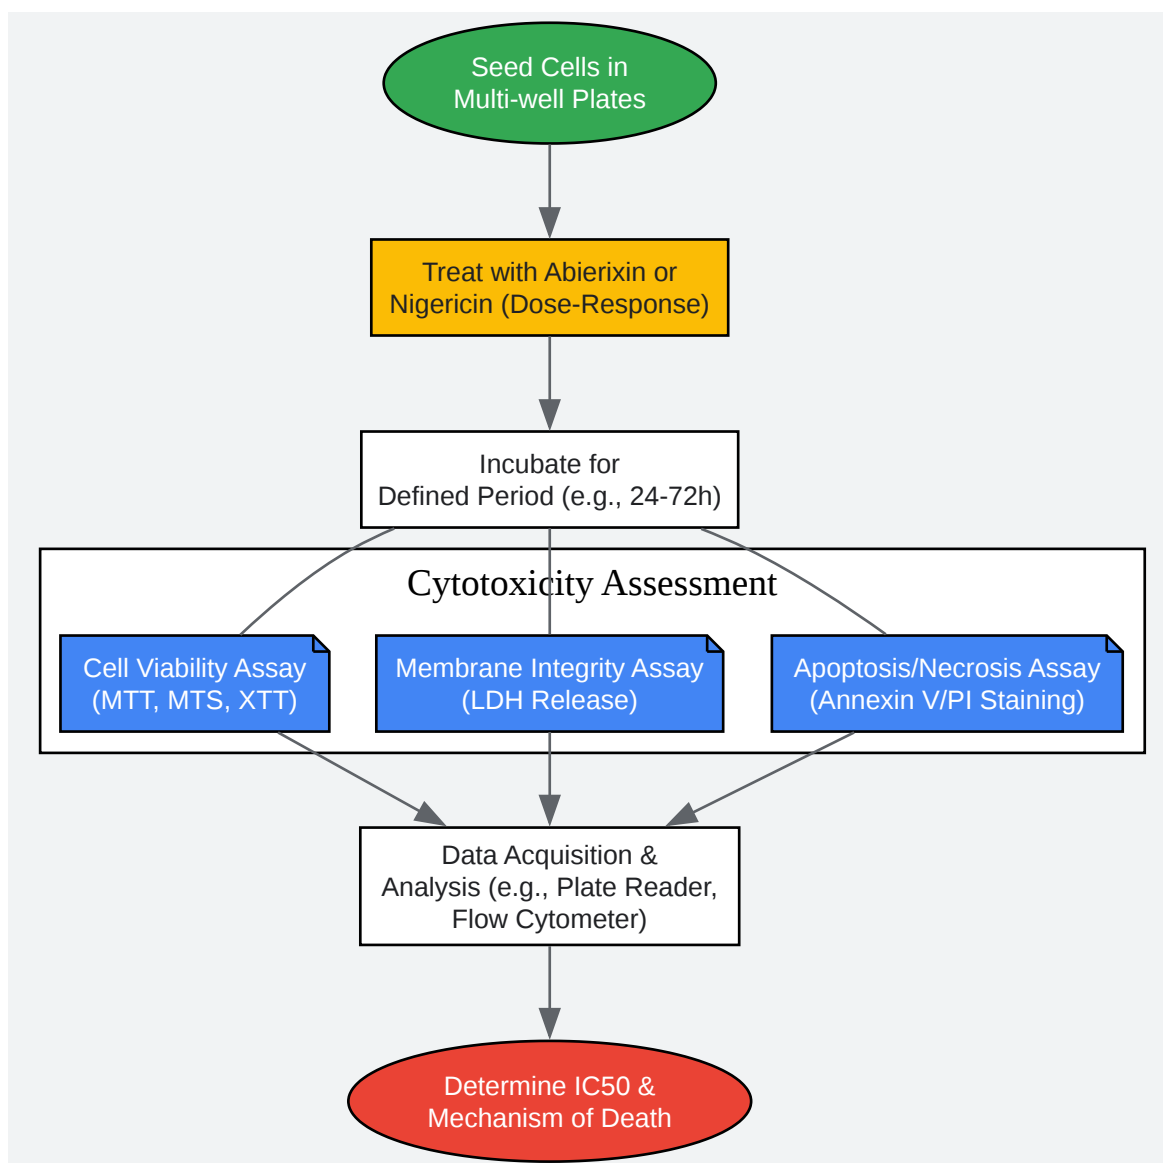 Seed Cells in
Multi-well Plates
Treat with Abierixin or
Nigericin (Dose-Response)
Incubate for
Defined Period (e.g., 24-72h)
Cytotoxicity Assessment
Cell Viability Assay
(MTT, MTS, XTT)
Membrane Integrity Assay
(LDH Release)
Apoptosis/Necrosis Assay
(Annexin V/PI Staining)
Data Acquisition &
Analysis (e.g., Plate Reader,
Flow Cytometer)
Determine IC50 &
Mechanism of Death